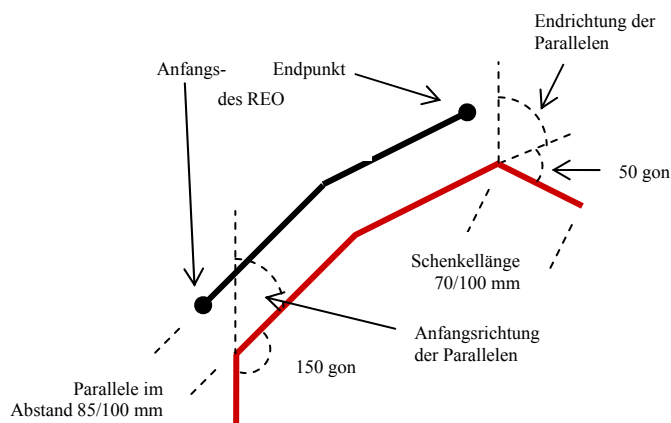 Endrichtung der
Parallelen
Anfangs-
Endpunkt
des REO
50 gon
Schenkellänge
70/100 mm
Anfangsrichtung
der Parallelen
150 gon
Parallele im
Abstand 85/100 mm